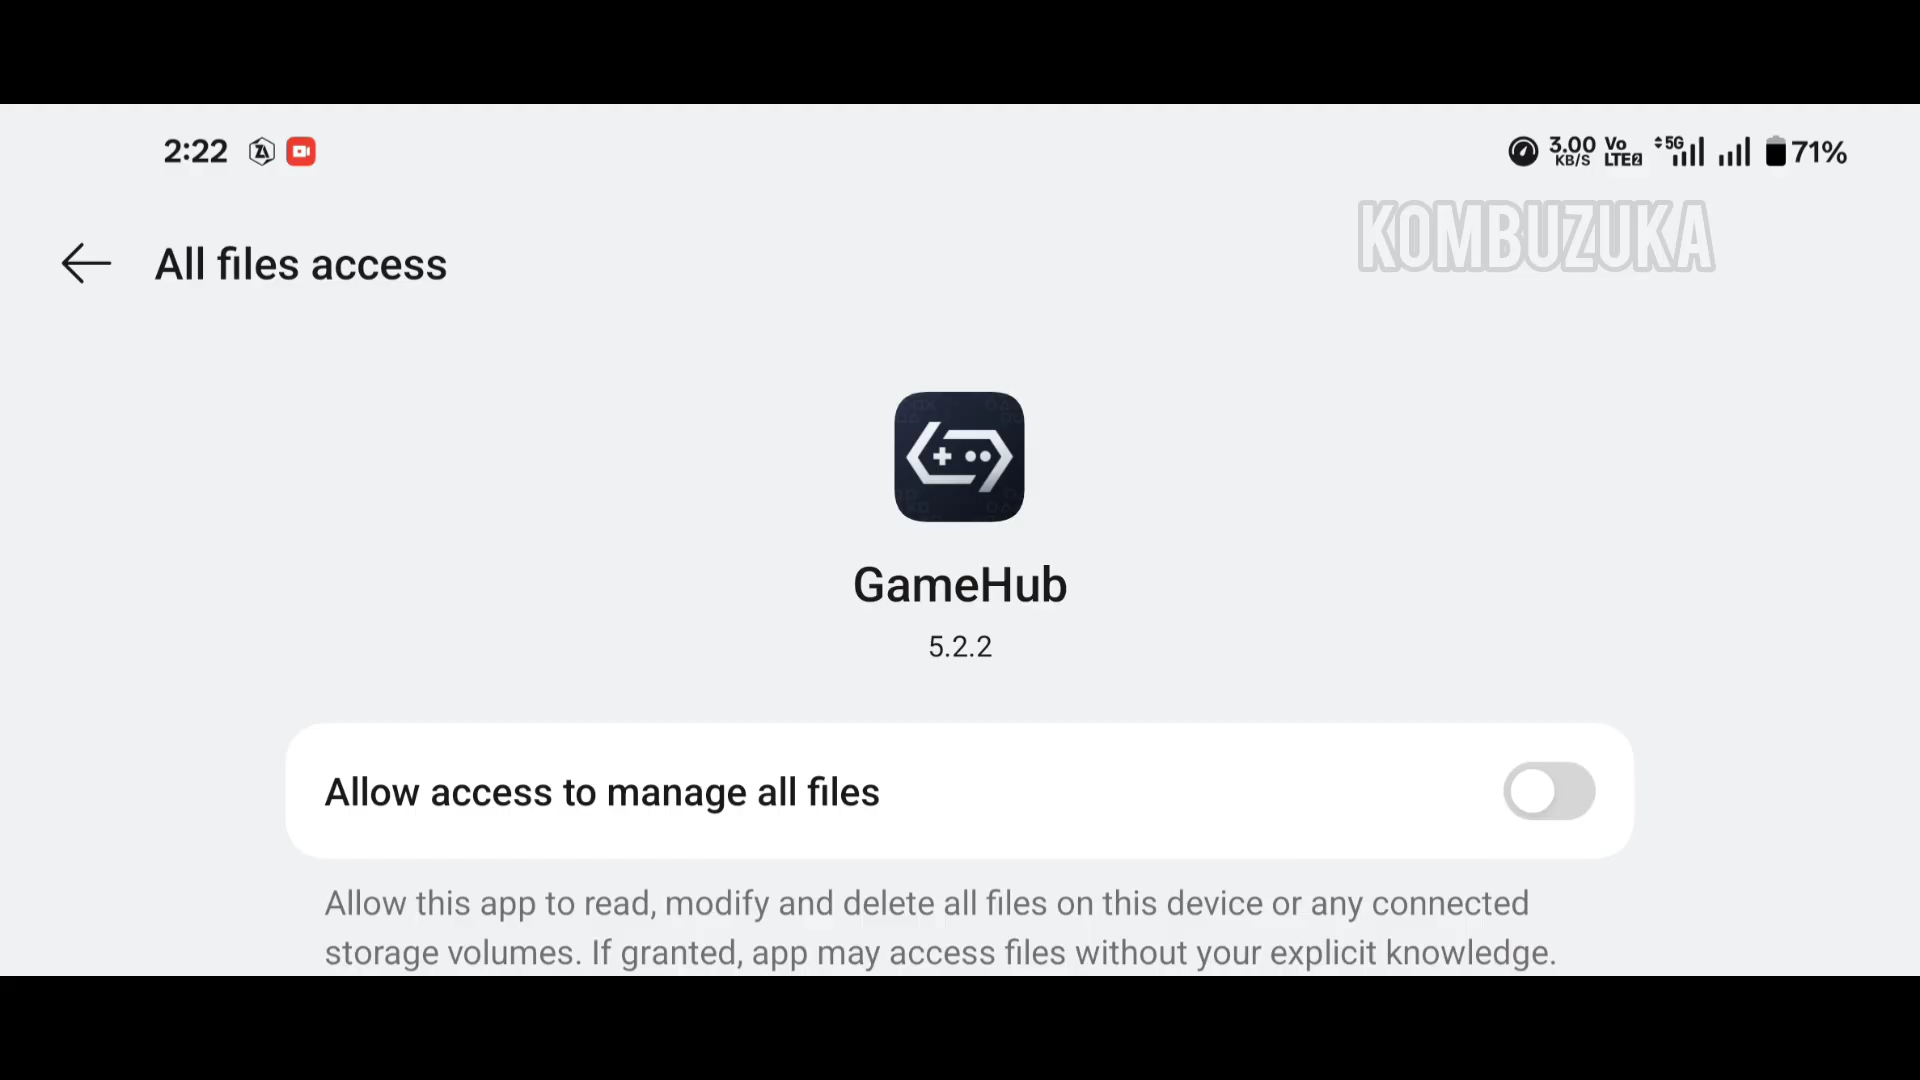 2:22 3.00 KB/S Vo LTE2 5G 71%
KOMBUZUKA
All files access
GameHub
5.2.2
Allow access to manage all files
Allow this app to read, modify and delete all files on this device or any connected
storage volumes. If granted, app may access files without your explicit knowledge.